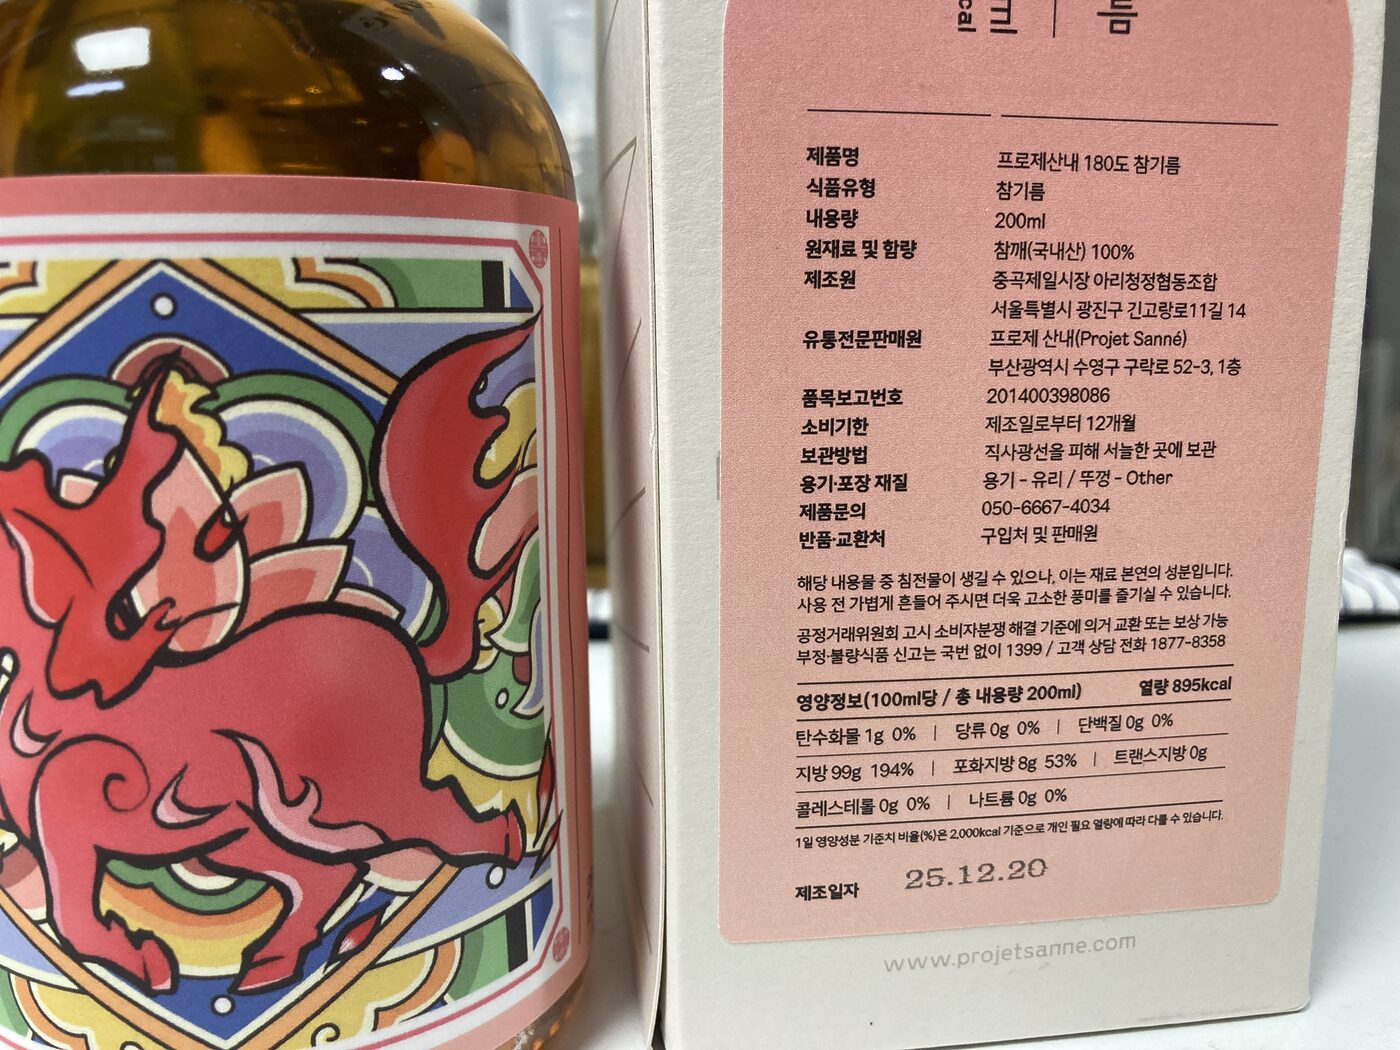 름
ml
cal
제품명 프로제산내 180도 참기름
식품유형 참기름
내용량 200ml
원재료 및 함량 참깨(국내산) 100%
제조원 중곡제일시장 아리청정협동조합
서울특별시 광진구 긴고랑로11길 14
유통전문판매원 프로제 산내(Projet Sanné)
부산광역시 수영구 구락로 52-3, 1층
품목보고번호 201400398086
소비기한 제조일로부터 12개월
보관방법 직사광선을 피해 서늘한 곳에 보관
용기·포장 재질 용기 - 유리 / 뚜껑 - Other
제품문의 050-6667-4034
반품·교환처 구입처 및 판매원
해당 내용물 중 침전물이 생길 수 있으나, 이는 재료 본연의 성분입니다.
사용 전 가볍게 흔들어 주시면 더욱 고소한 풍미를 즐기실 수 있습니다.
공정거래위원회 고시 소비자분쟁 해결 기준에 의거 교환 또는 보상 가능
부정·불량식품 신고는 국번 없이 1399 / 고객 상담 전화 1877-8358
영양정보(100ml당 / 총 내용량 200ml) 열량 895kcal
탄수화물 1g 0% | 당류 0g 0% | 단백질 0g 0%
지방 99g 194% | 포화지방 8g 53% | 트랜스지방 0g
콜레스테롤 0g 0% | 나트륨 0g 0%
1일 영양성분 기준치 비율(%)은 2,000kcal 기준으로 개인 필요 열량에 따라 다를 수 있습니다.
제조일자 25.12.20
www.projetsanne.com